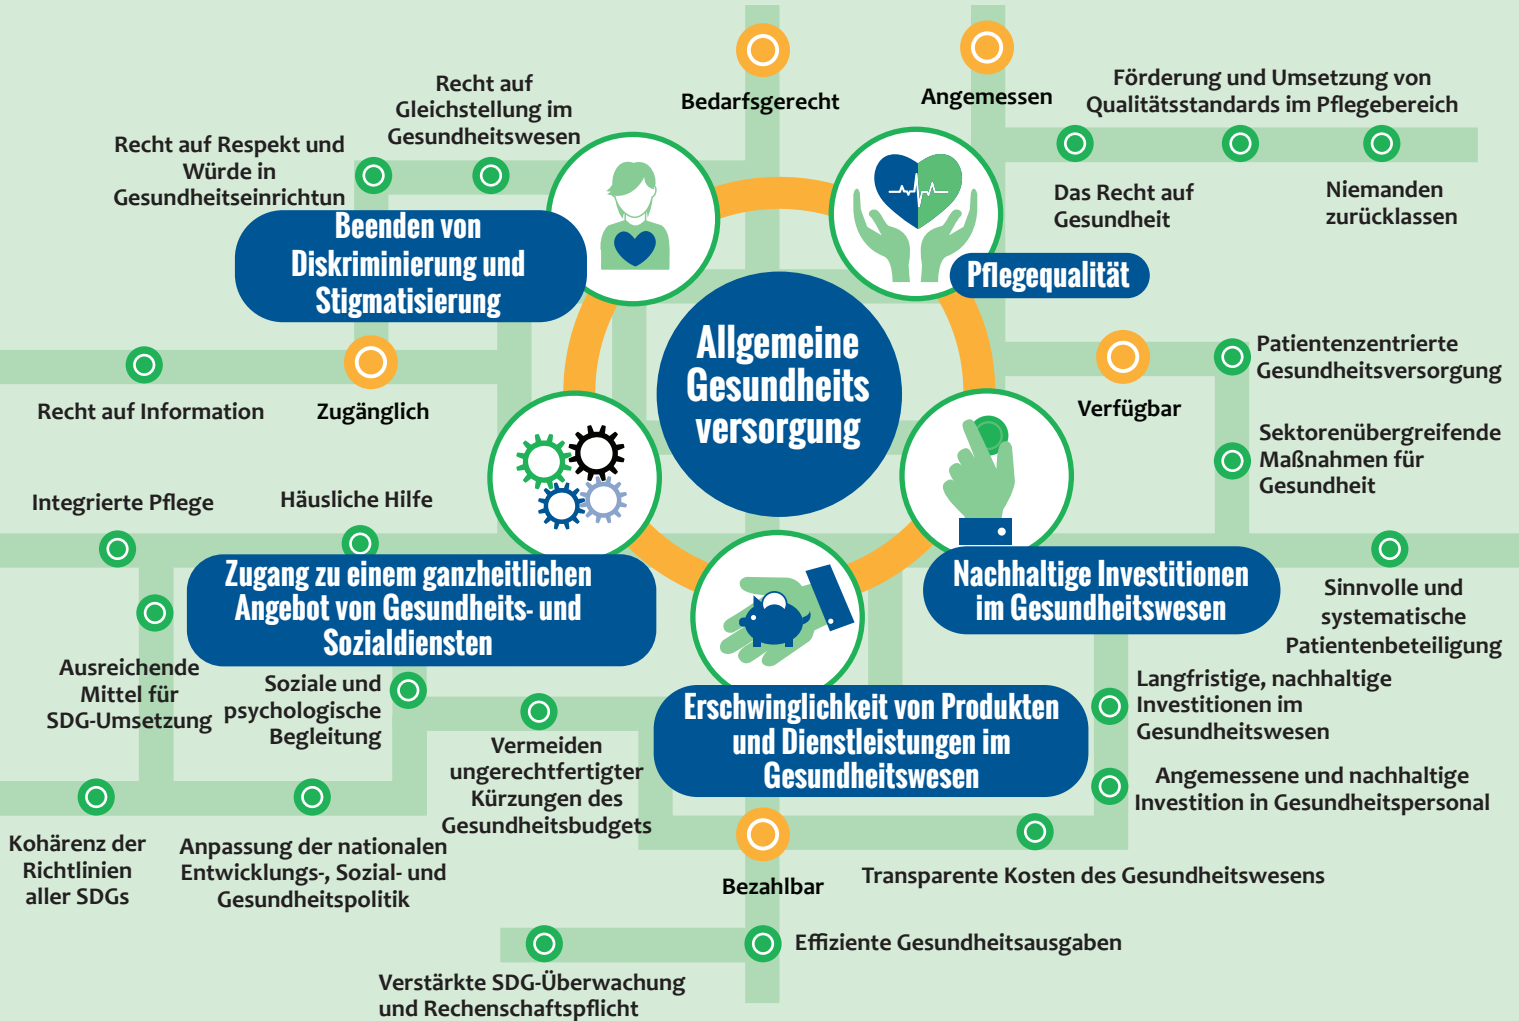 Bedarfsgerecht
Angemessen
Recht auf
Gleichstellung im
Gesundheitswesen
Förderung und Umsetzung von
Qualitätsstandards im Pflegebereich
Recht auf Respekt und
Würde in
Gesundheitseinrichtun
Das Recht auf
Gesundheit
Niemanden
zurücklassen
Beenden von
Diskriminierung und
Stigmatisierung
Pflegequalität
Allgemeine
Gesundheits
versorgung
Patientenzentrierte
Gesundheitsversorgung
Recht auf Information
Zugänglich
Verfügbar
Sektorenübergreifende
Maßnahmen für
Gesundheit
Integrierte Pflege
Häusliche Hilfe
Zugang zu einem ganzheitlichen
Angebot von Gesundheits- und
Sozialdiensten
Nachhaltige Investitionen
im Gesundheitswesen
Sinnvolle und
systematische
Patientenbeteiligung
Ausreichende
Mittel für
SDG-Umsetzung
Soziale und
psychologische
Begleitung
Langfristige, nachhaltige
Investitionen im
Gesundheitswesen
Erschwinglichkeit von Produkten
und Dienstleistungen im
Gesundheitswesen
Vermeiden
ungerechtfertigter
Kürzungen des
Gesundheitsbudgets
Angemessene und nachhaltige
Investition in Gesundheitspersonal
Kohärenz der
Richtlinien
aller SDGs
Anpassung der nationalen
Entwicklungs-, Sozial- und
Gesundheitspolitik
Bezahlbar
Transparente Kosten des Gesundheitswesens
Effiziente Gesundheitsausgaben
Verstärkte SDG-Überwachung
und Rechenschaftspflicht